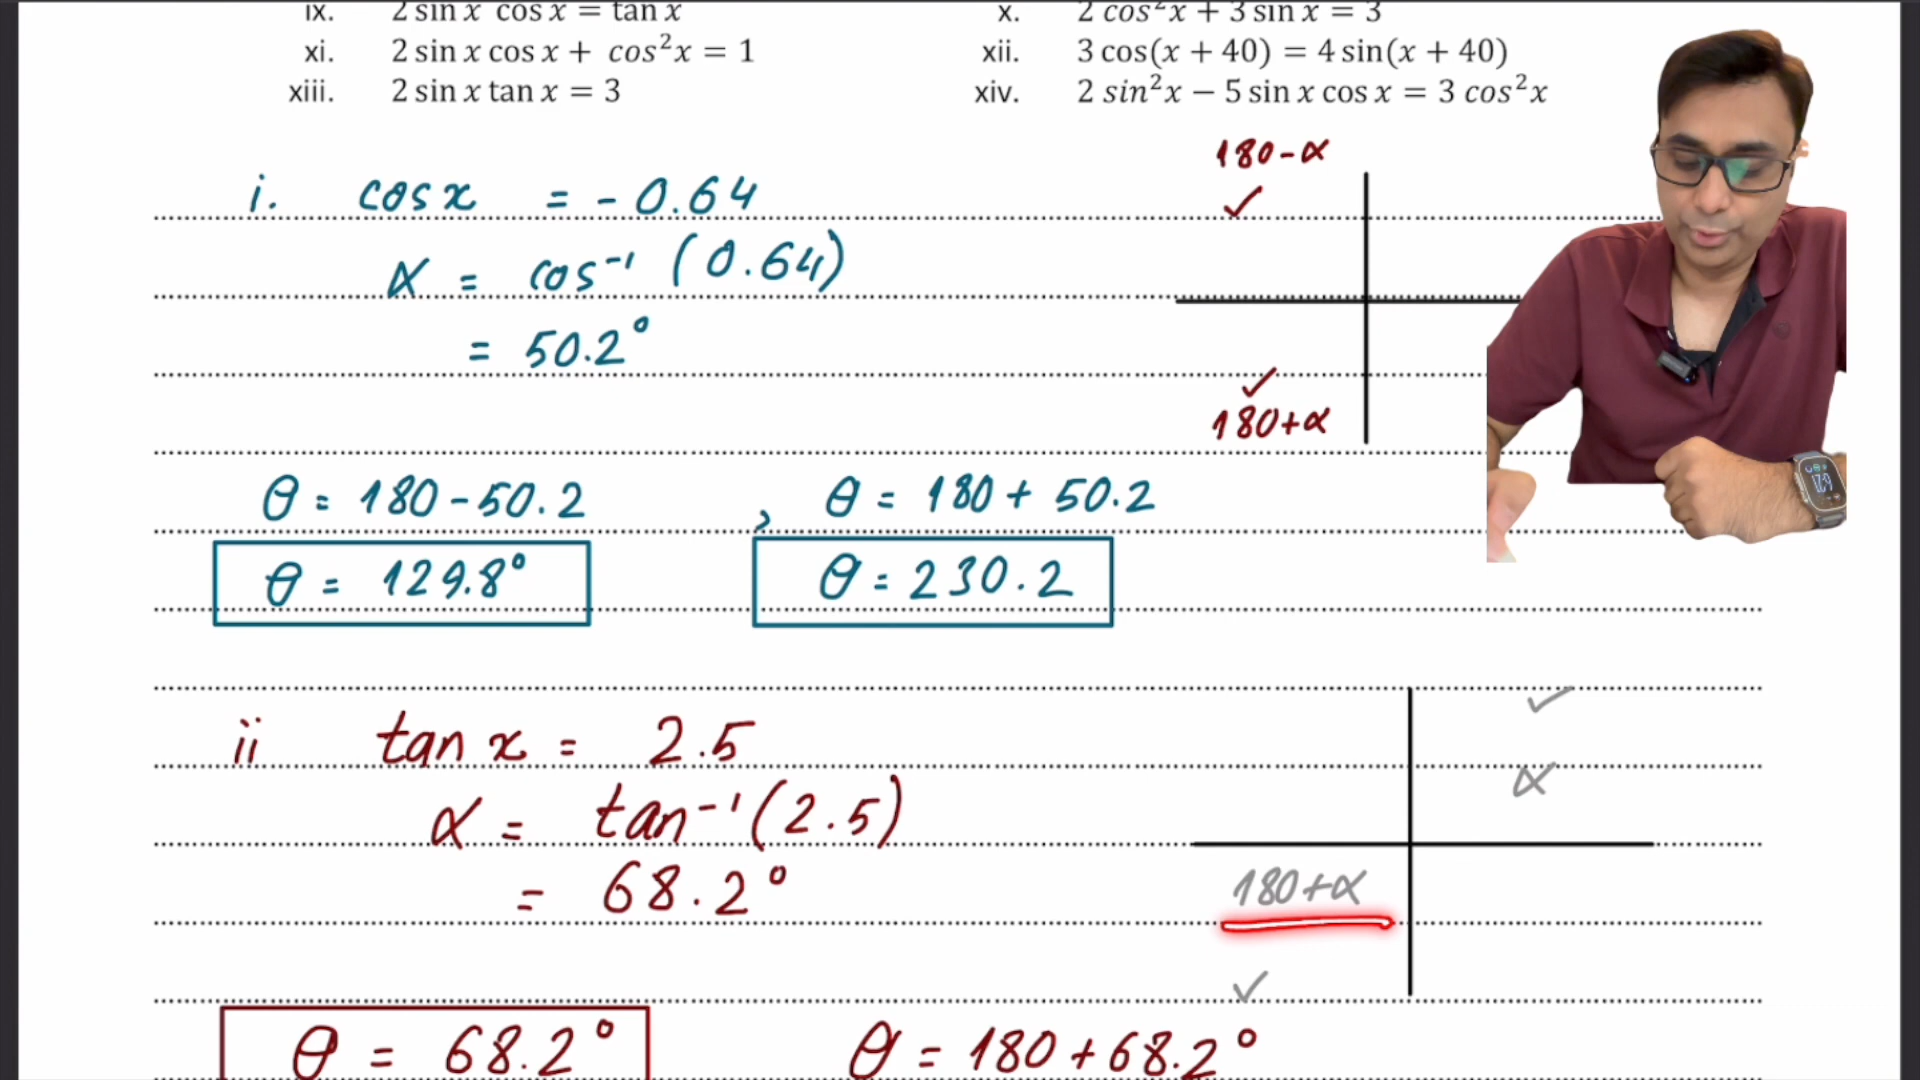 ix. 2 sin x cos x = tan x
x. 2 cos²x + 3 sin x = 3
xi. 2 sin x cos x + cos²x = 1
xii. 3 cos(x + 40) = 4 sin(x + 40)
xiii. 2 sin x tan x = 3
xiv. 2 sin²x − 5 sin x cos x = 3 cos²x
180-α
✓
i. cos x = - 0.64
α = cos⁻¹ (0.64)
= 50.2°
✓
180+α
θ = 180 - 50.2 , θ = 180 + 50.2
θ = 129.8° θ = 230.2
✓
ii tan x = 2.5
α
α = tan⁻¹(2.5)
= 68.2°
180+α
✓
θ = 68.2° θ = 180 + 68.2°